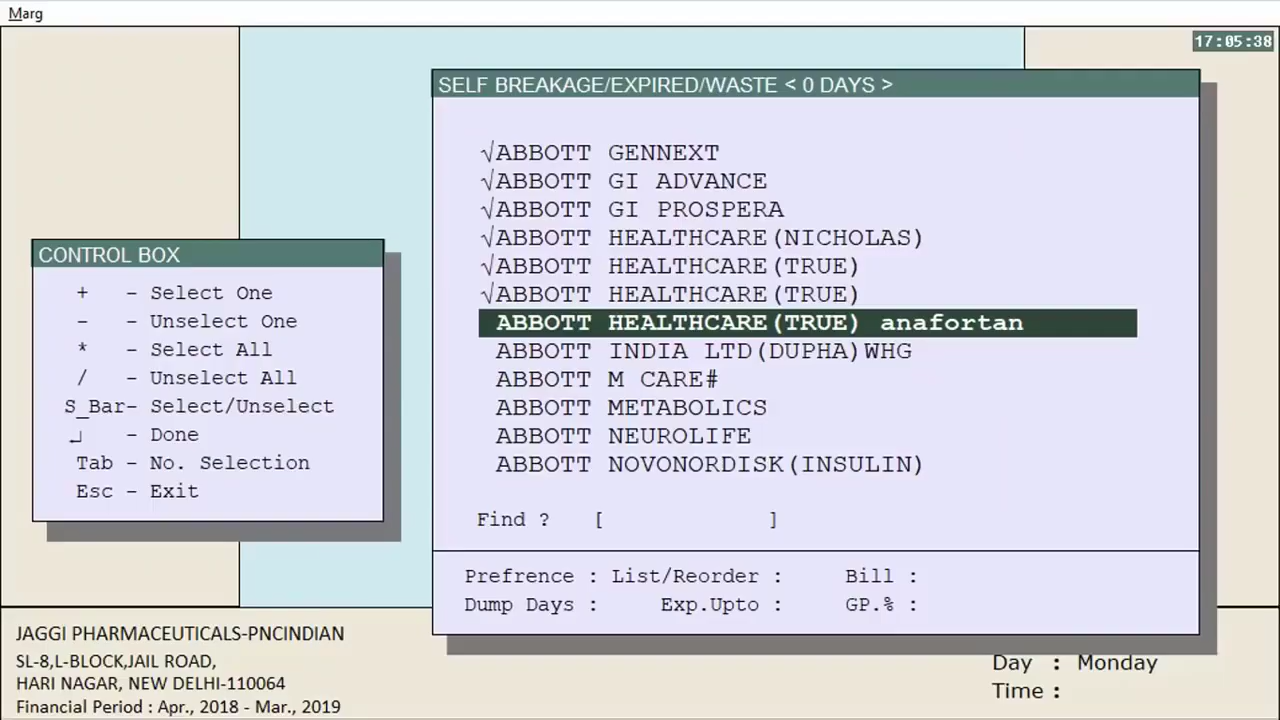 Marg
17:05:38
SELF BREAKAGE/EXPIRED/WASTE < 0 DAYS >
√ABBOTT GENNEXT
√ABBOTT GI ADVANCE
√ABBOTT GI PROSPERA
√ABBOTT HEALTHCARE(NICHOLAS)
√ABBOTT HEALTHCARE(TRUE)
√ABBOTT HEALTHCARE(TRUE)
ABBOTT HEALTHCARE(TRUE) anafortan
ABBOTT INDIA LTD(DUPHA)WHG
ABBOTT M CARE#
ABBOTT METABOLICS
ABBOTT NEUROLIFE
ABBOTT NOVONORDISK(INSULIN)
Find ? [ ]
Prefrence : List/Reorder : Bill :
Dump Days : Exp.Upto : GP.% :
CONTROL BOX
+ - Select One
- - Unselect One
* - Select All
/ - Unselect All
S_Bar- Select/Unselect
↵ - Done
Tab - No. Selection
Esc - Exit
JAGGI PHARMACEUTICALS-PNCINDIAN
SL-8,L-BLOCK,JAIL ROAD,
HARI NAGAR, NEW DELHI-110064
Financial Period : Apr., 2018 - Mar., 2019
Day : Monday
Time :